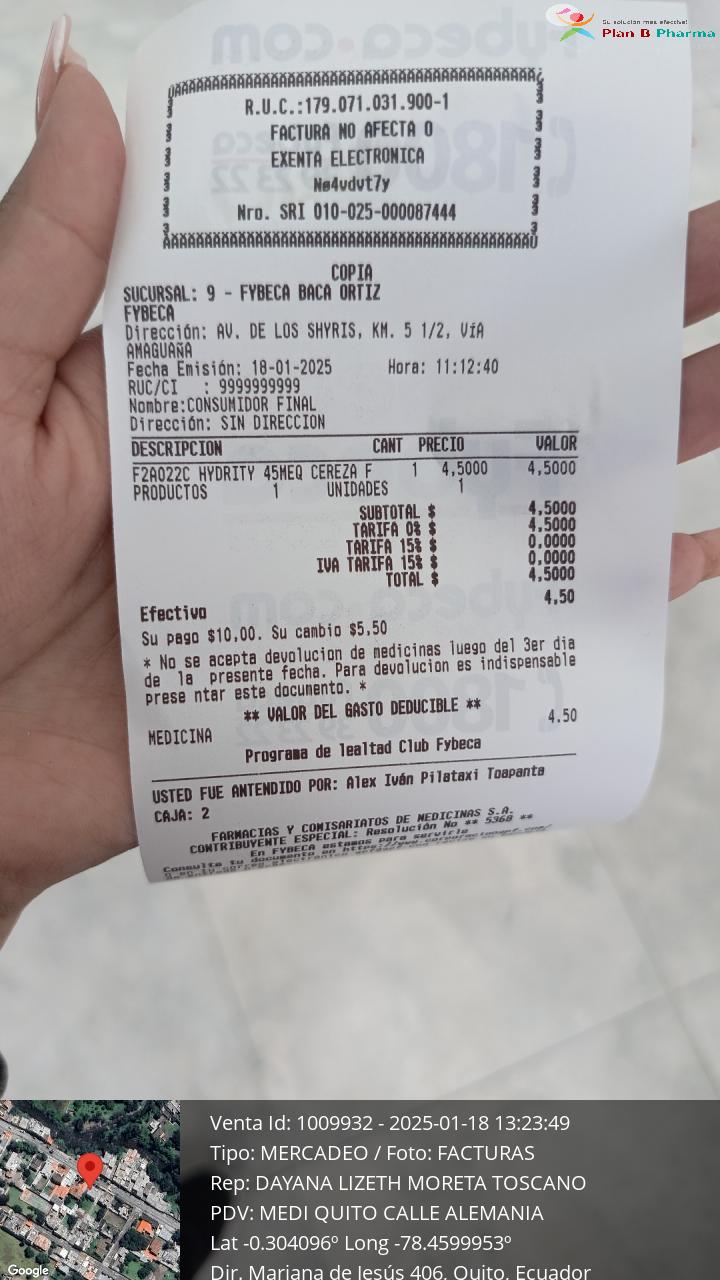 Su solución mas efectiva!
Plan B Pharma
R.U.C.:179.071.031.900-1
FACTURA NO AFECTA O
EXENTA ELECTRONICA
Nø4vdvt7y
Nro. SRI 010-025-000087444
COPIA
SUCURSAL: 9 - FYBECA BACA ORTIZ
FYBECA
Dirección: AV. DE LOS SHYRIS, KM. 5 1/2, VíA
AMAGUAñA
Fecha Emisión: 18-01-2025 Hora: 11:12:40
RUC/CI : 9999999999
Nombre:CONSUMIDOR FINAL
Dirección: SIN DIRECCION
DESCRIPCION CANT PRECIO VALOR
F2A022C HYDRITY 45MEQ CEREZA F 1 4,5000 4,5000
PRODUCTOS 1 UNIDADES 1
SUBTOTAL $ 4,5000
TARIFA 0% $ 4,5000
TARIFA 15% $ 0,0000
IVA TARIFA 15% $ 0,0000
TOTAL $ 4,5000
Efectivo 4,50
Su pago $10,00. Su cambio $5,50
* No se acepta devolucion de medicinas luego del 3er dia
de la presente fecha. Para devolucion es indispensable
prese ntar este documento. *
** VALOR DEL GASTO DEDUCIBLE **
MEDICINA 4.50
Programa de lealtad Club Fybeca
USTED FUE ANTENDIDO POR: Alex Iván Pilataxi Toapanta
CAJA: 2
FARMACIAS Y COMISARIATOS DE MEDICINAS S.A.
CONTRIBUYENTE ESPECIAL: Resolución No ** 5368 **
En FYBECA estamos para servirle
Consulte tu documento en
Venta Id: 1009932 - 2025-01-18 13:23:49
Tipo: MERCADEO / Foto: FACTURAS
Rep: DAYANA LIZETH MORETA TOSCANO
PDV: MEDI QUITO CALLE ALEMANIA
Lat -0.304096º Long -78.4599953º
Dir. Mariana de Jesús 406, Quito, Ecuador
Google